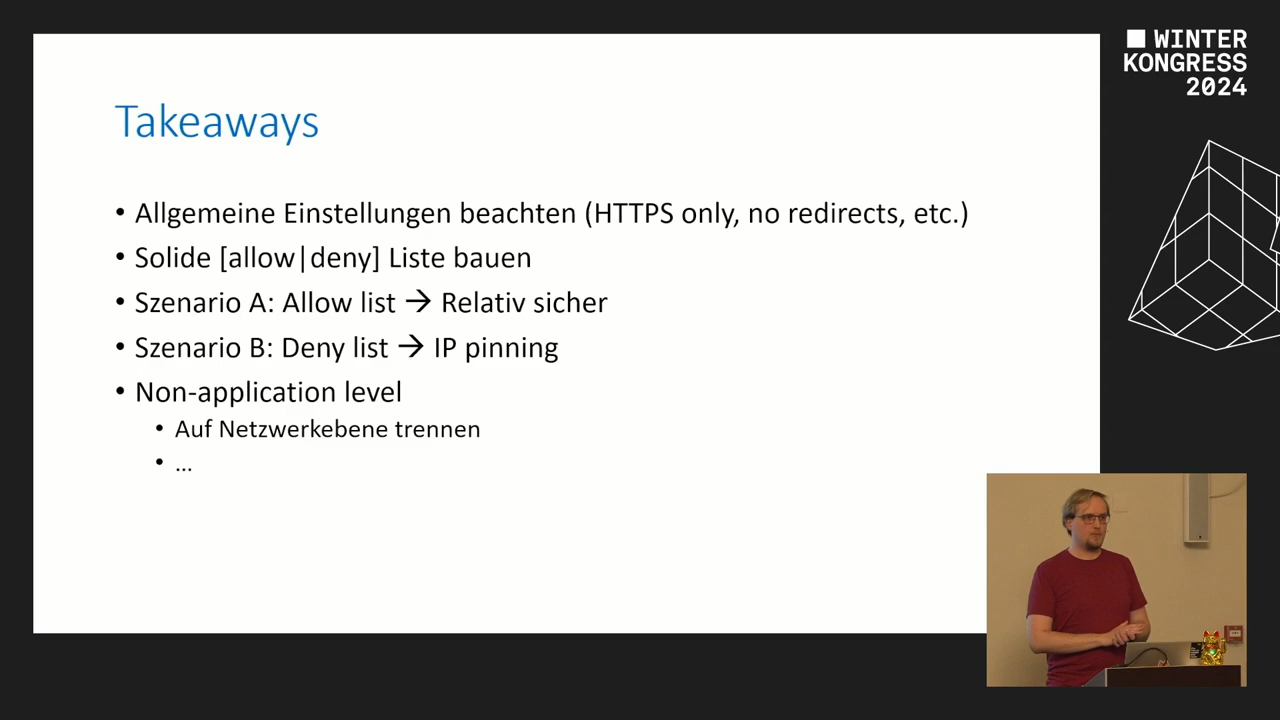 WINTER
KONGRESS
2024
Takeaways
• Allgemeine Einstellungen beachten (HTTPS only, no redirects, etc.)
• Solide [allow|deny] Liste bauen
• Szenario A: Allow list → Relativ sicher
• Szenario B: Deny list → IP pinning
• Non-application level
• Auf Netzwerkebene trennen
• ...